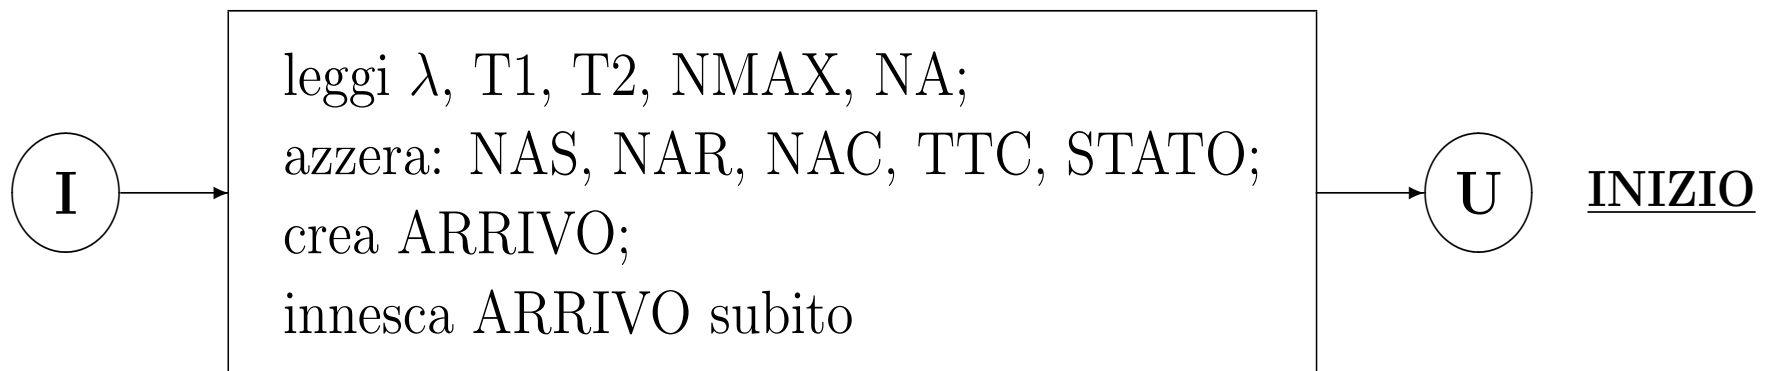 leggi λ, T1, T2, NMAX, NA;
azzera: NAS, NAR, NAC, TTC, STATO;
I
U
INIZIO
crea ARRIVO;
innesca ARRIVO subito